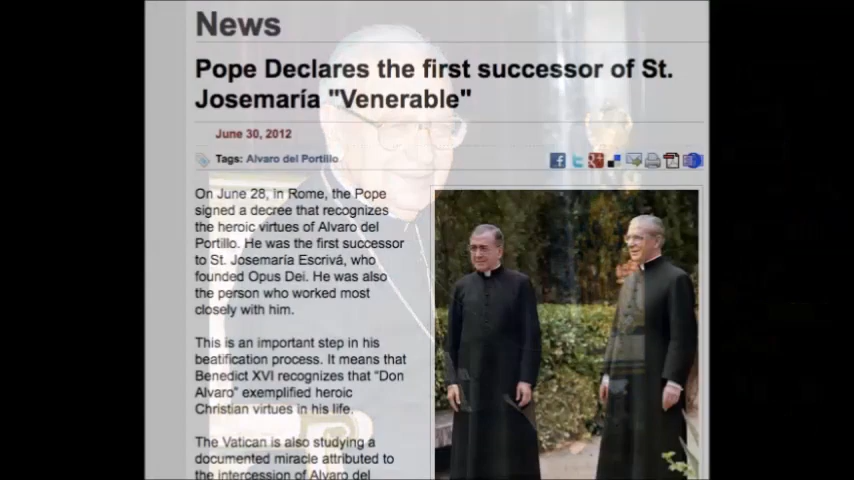 News
Pope Declares the first successor of St.
Josemaría "Venerable"
June 30, 2012
Tags: Alvaro del Portillo
On June 28, in Rome, the Pope
signed a decree that recognizes
the heroic virtues of Alvaro del
Portillo. He was the first successor
to St. Josemaría Escrivá, who
founded Opus Dei. He was also
the person who worked most
closely with him.
This is an important step in his
beatification process. It means that
Benedict XVI recognizes that “Don
Alvaro” exemplified heroic
Christian virtues in his life.
The Vatican is also studying a
documented miracle attributed to
the intercession of Alvaro del